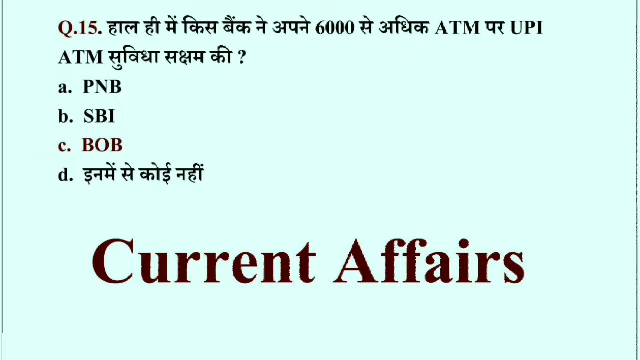 Q.15. हाल ही में किस बैंक ने अपने 6000 से अधिक ATM पर UPI
ATM सुविधा सक्षम की ?
a. PNB
b. SBI
c. BOB
d. इनमें से कोई नहीं
Current Affairs